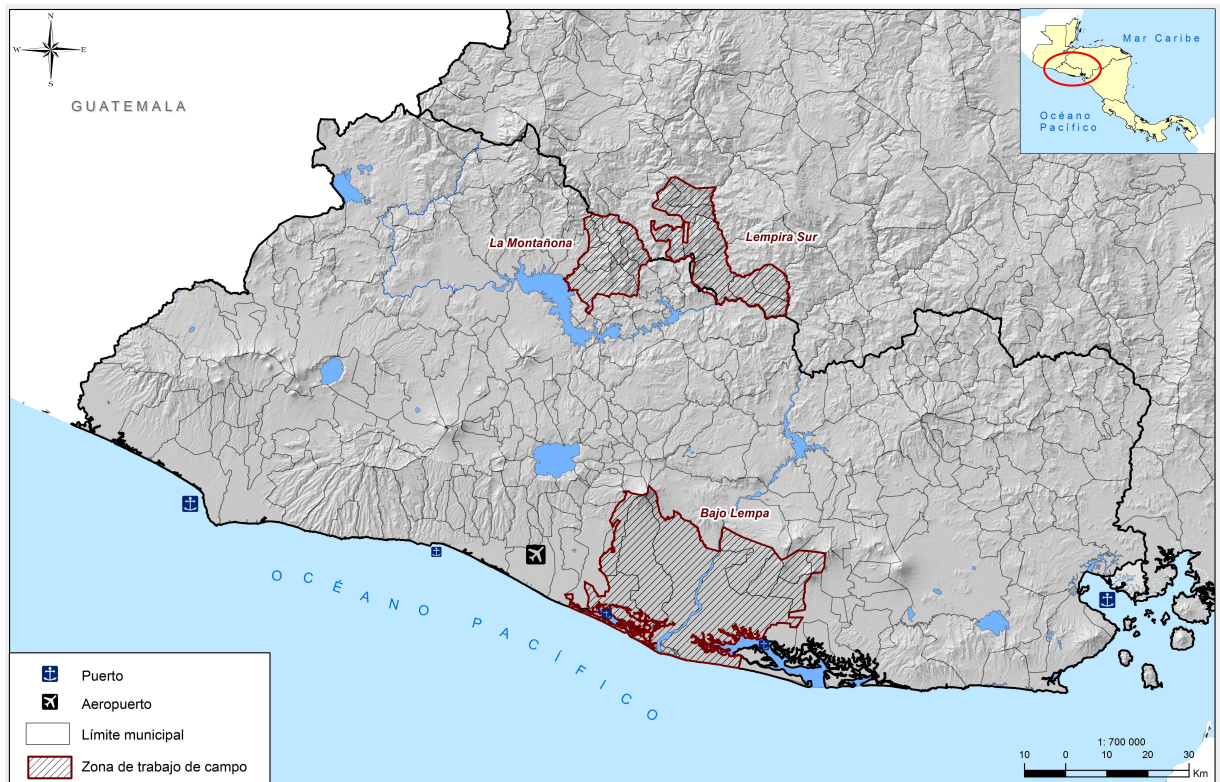 N
W E
S
GUATEMALA
Mar Caribe
Océano
Pacífico
La Montañona
Lempira Sur
Bajo Lempa
OCÉANO PACÍFICO
Puerto
Aeropuerto
Límite municipal
Zona de trabajo de campo
1: 700 000
10 0 10 20 30
Km